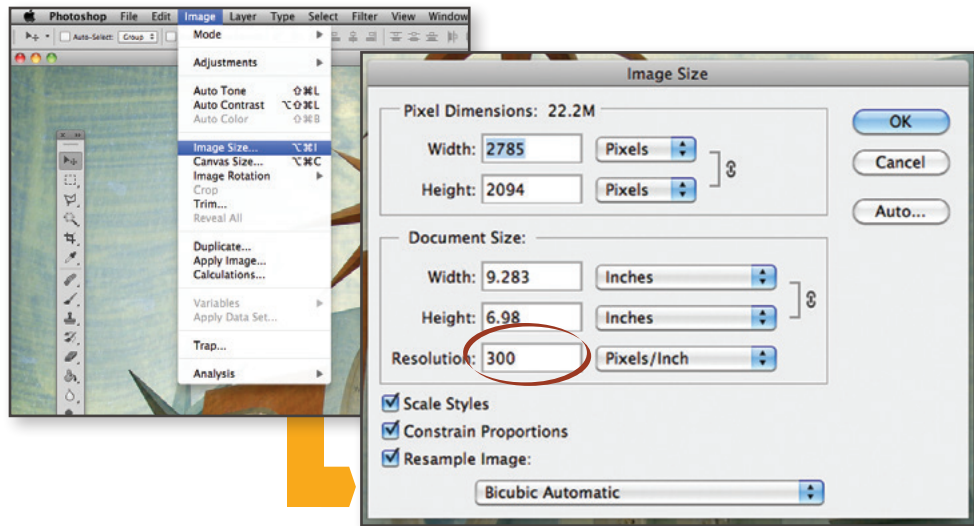 Photoshop File Edit Image Layer Type Select Filter View Window
Auto-Select: Group
Mode
Adjustments
Auto Tone ⇧⌘L
Auto Contrast ⌥⇧⌘L
Auto Color ⇧⌘B
Image Size... ⌥⌘I
Canvas Size... ⌥⌘C
Image Rotation
Crop
Trim...
Reveal All
Duplicate...
Apply Image...
Calculations...
Variables
Apply Data Set...
Trap...
Analysis
Image Size
Pixel Dimensions: 22.2M
Width: 2785 Pixels
Height: 2094 Pixels
OK
Cancel
Auto...
Document Size:
Width: 9.283 Inches
Height: 6.98 Inches
Resolution: 300 Pixels/Inch
Scale Styles
Constrain Proportions
Resample Image:
Bicubic Automatic